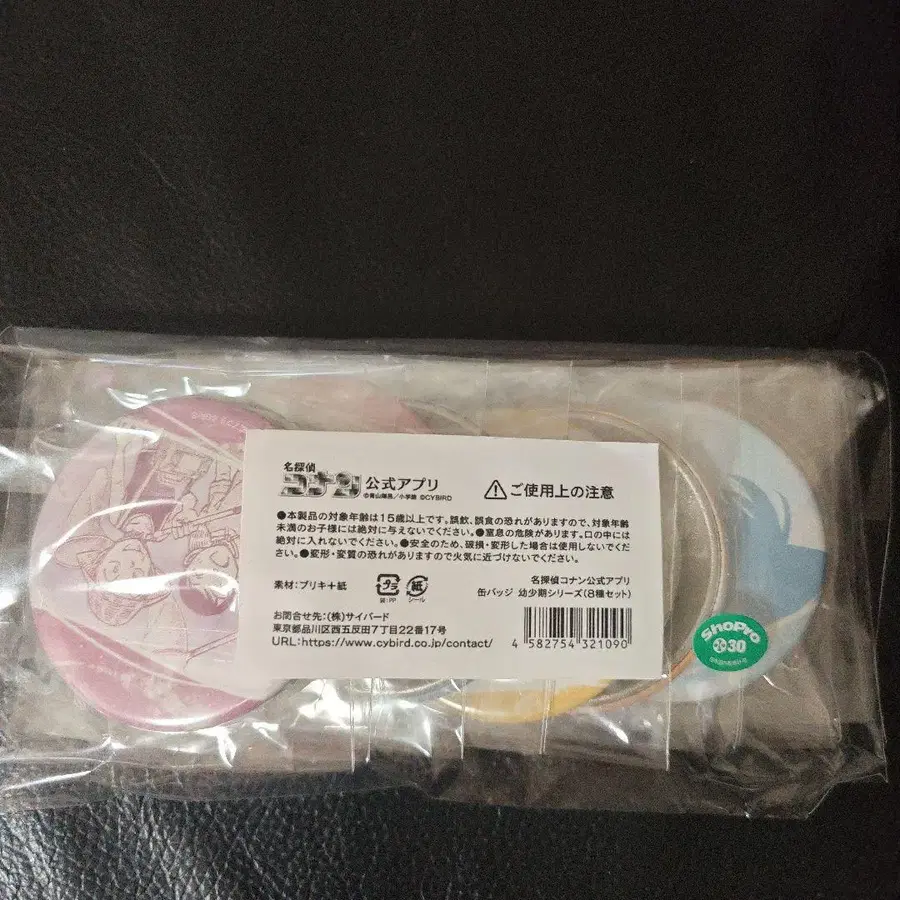 名探偵
コナン 公式アプリ
©青山剛昌／小学館 ©CYBIRD
⚠ご使用上の注意
●本製品の対象年齢は15歳以上です。誤飲、誤食の恐れがありますので、対象年齢
未満のお子様には絶対に与えないでください。●窒息の危険があります。口の中には
絶対に入れないでください。●安全のため、破損・変形した場合は使用しないでくだ
さい。●変形・変質の恐れがありますので火気に近づけないでください。
素材：ブリキ＋紙
プラ
袋：PP
紙
シール
名探偵コナン公式アプリ
缶バッジ 幼少期シリーズ（8種セット）
お問合せ先：（株）サイバード
東京都品川区西五反田7丁目22番17号
URL：https://www.cybird.co.jp/contact/
4 582754 321090
ShoPro
30